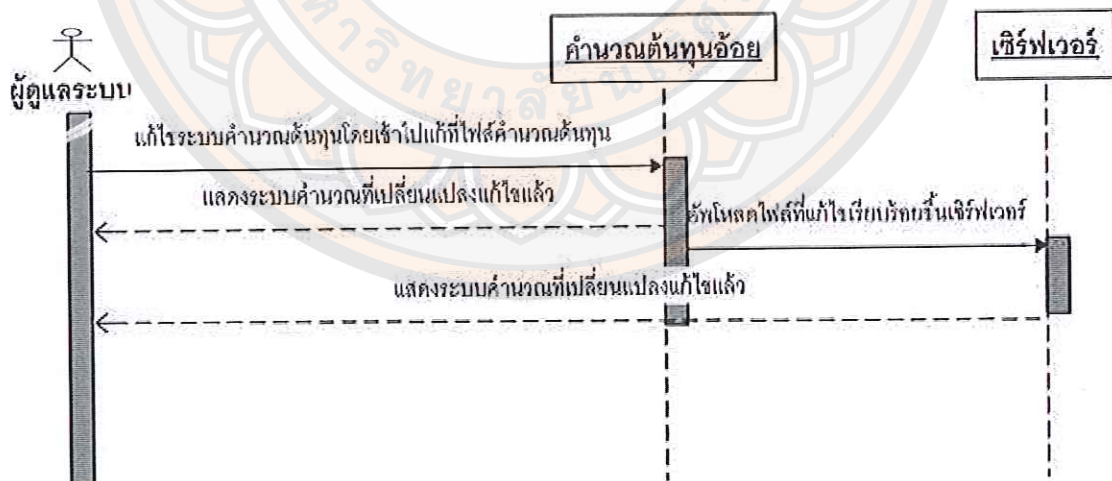 ผู้ดูแลระบบ
คำนวณต้นทุนอ้อย
เซิร์ฟเวอร์
แก้ไขระบบคำนวณต้นทุนโดยเข้าไปแก้ที่ไฟล์คำนวณต้นทุน
แสดงระบบคำนวณที่เปลี่ยนแปลงแก้ไขแล้ว
อัพโหลดไฟล์ที่แก้ไขเรียบร้อยขึ้นเซิร์ฟเวอร์
แสดงระบบคำนวณที่เปลี่ยนแปลงแก้ไขแล้ว